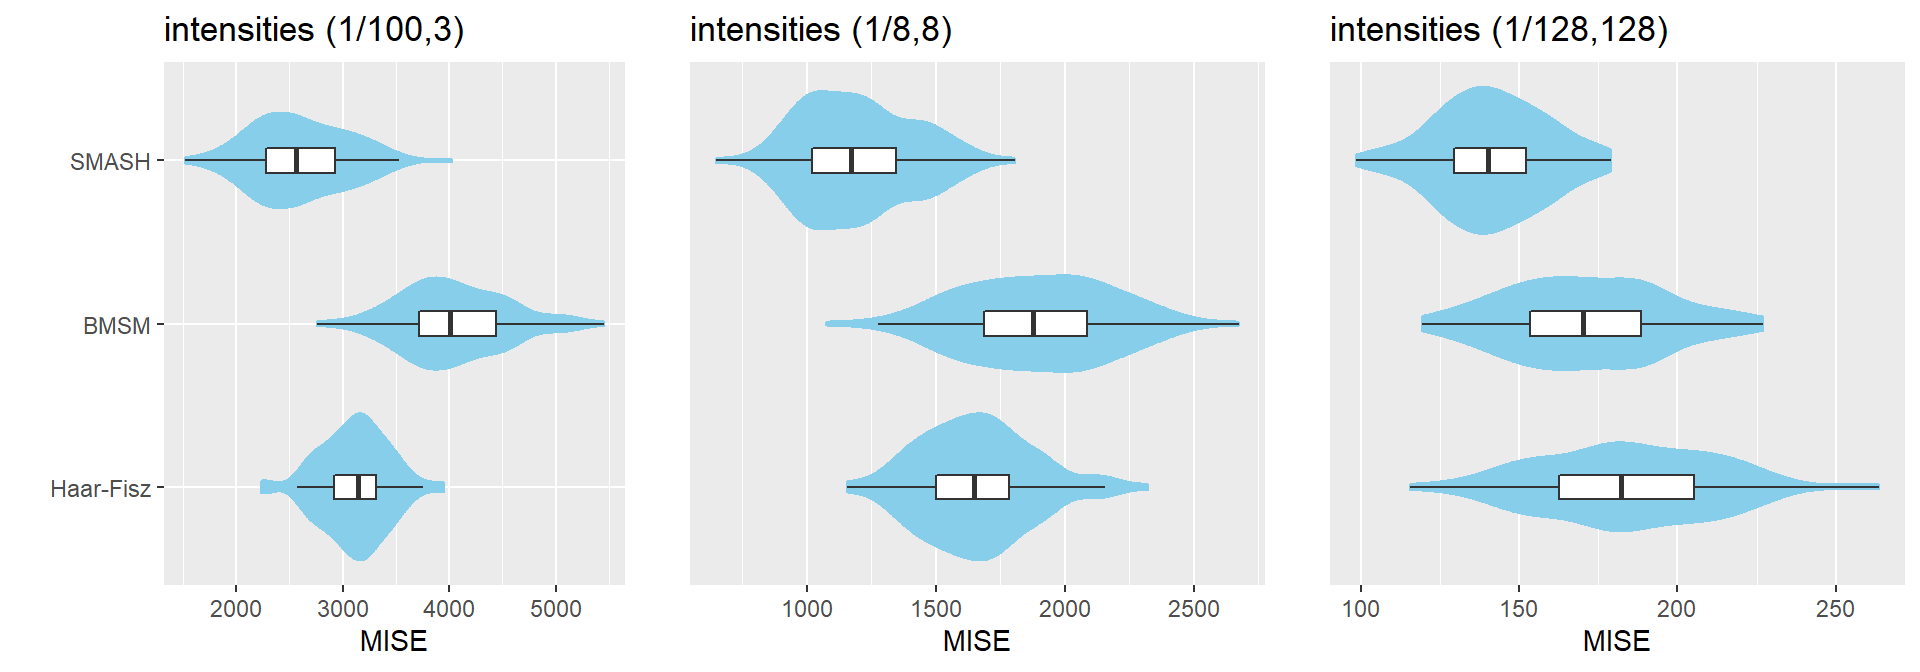 intensities (1/100,3)
intensities (1/8,8)
intensities (1/128,128)
SMASH
BMSM
Haar-Fisz
2000 3000 4000 5000
1000 1500 2000 2500
100 150 200 250
MISE
MISE
MISE